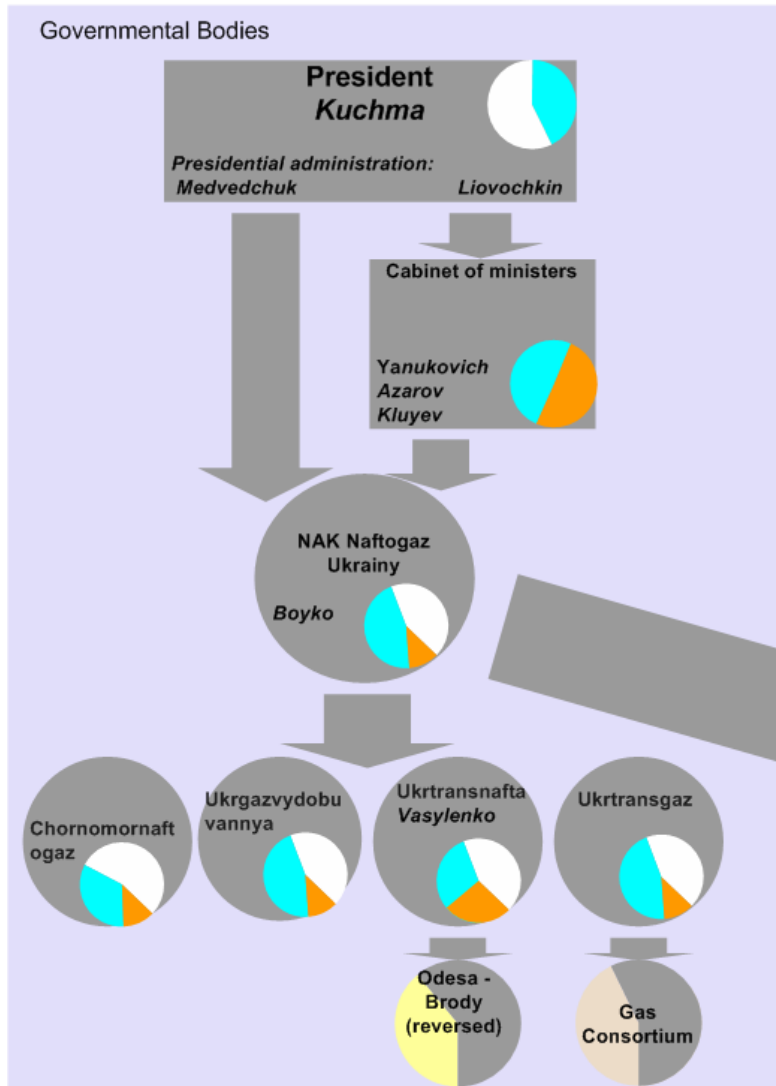 Governmental Bodies
President
Kuchma
Presidential administration:
Medvedchuk Liovochkin
Cabinet of ministers
Yanukovich
Azarov
Kluyev
NAK Naftogaz
Ukrainy
Boyko
Chornomornaft
ogaz
Ukrgazvydobu
vannya
Ukrtransnafta
Vasylenko
Ukrtransgaz
Odesa -
Brody
(reversed)
Gas
Consortium